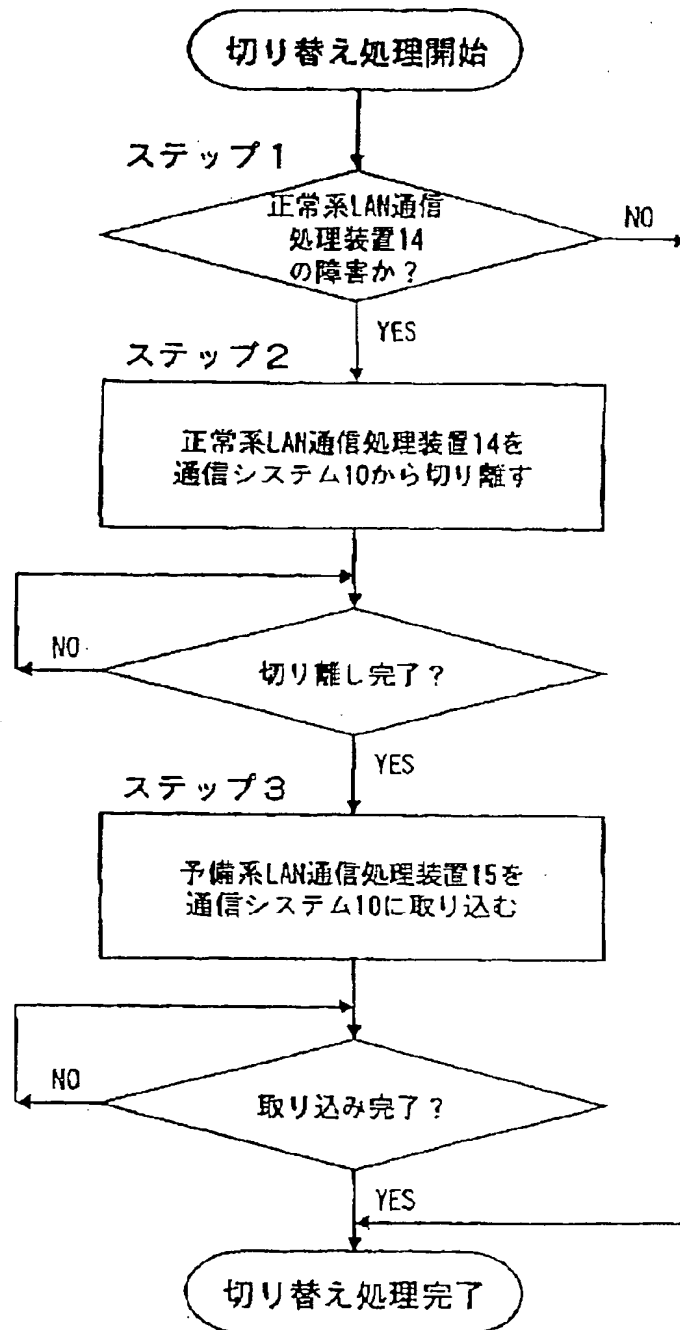 切り替え処理開始
ステップ1
正常系LAN通信
処理装置14
の障害か？
NO
YES
ステップ2
正常系LAN通信処理装置14を
通信システム10から切り離す
NO
切り離し完了？
YES
ステップ3
予備系LAN通信処理装置15を
通信システム10に取り込む
NO
取り込み完了？
YES
切り替え処理完了